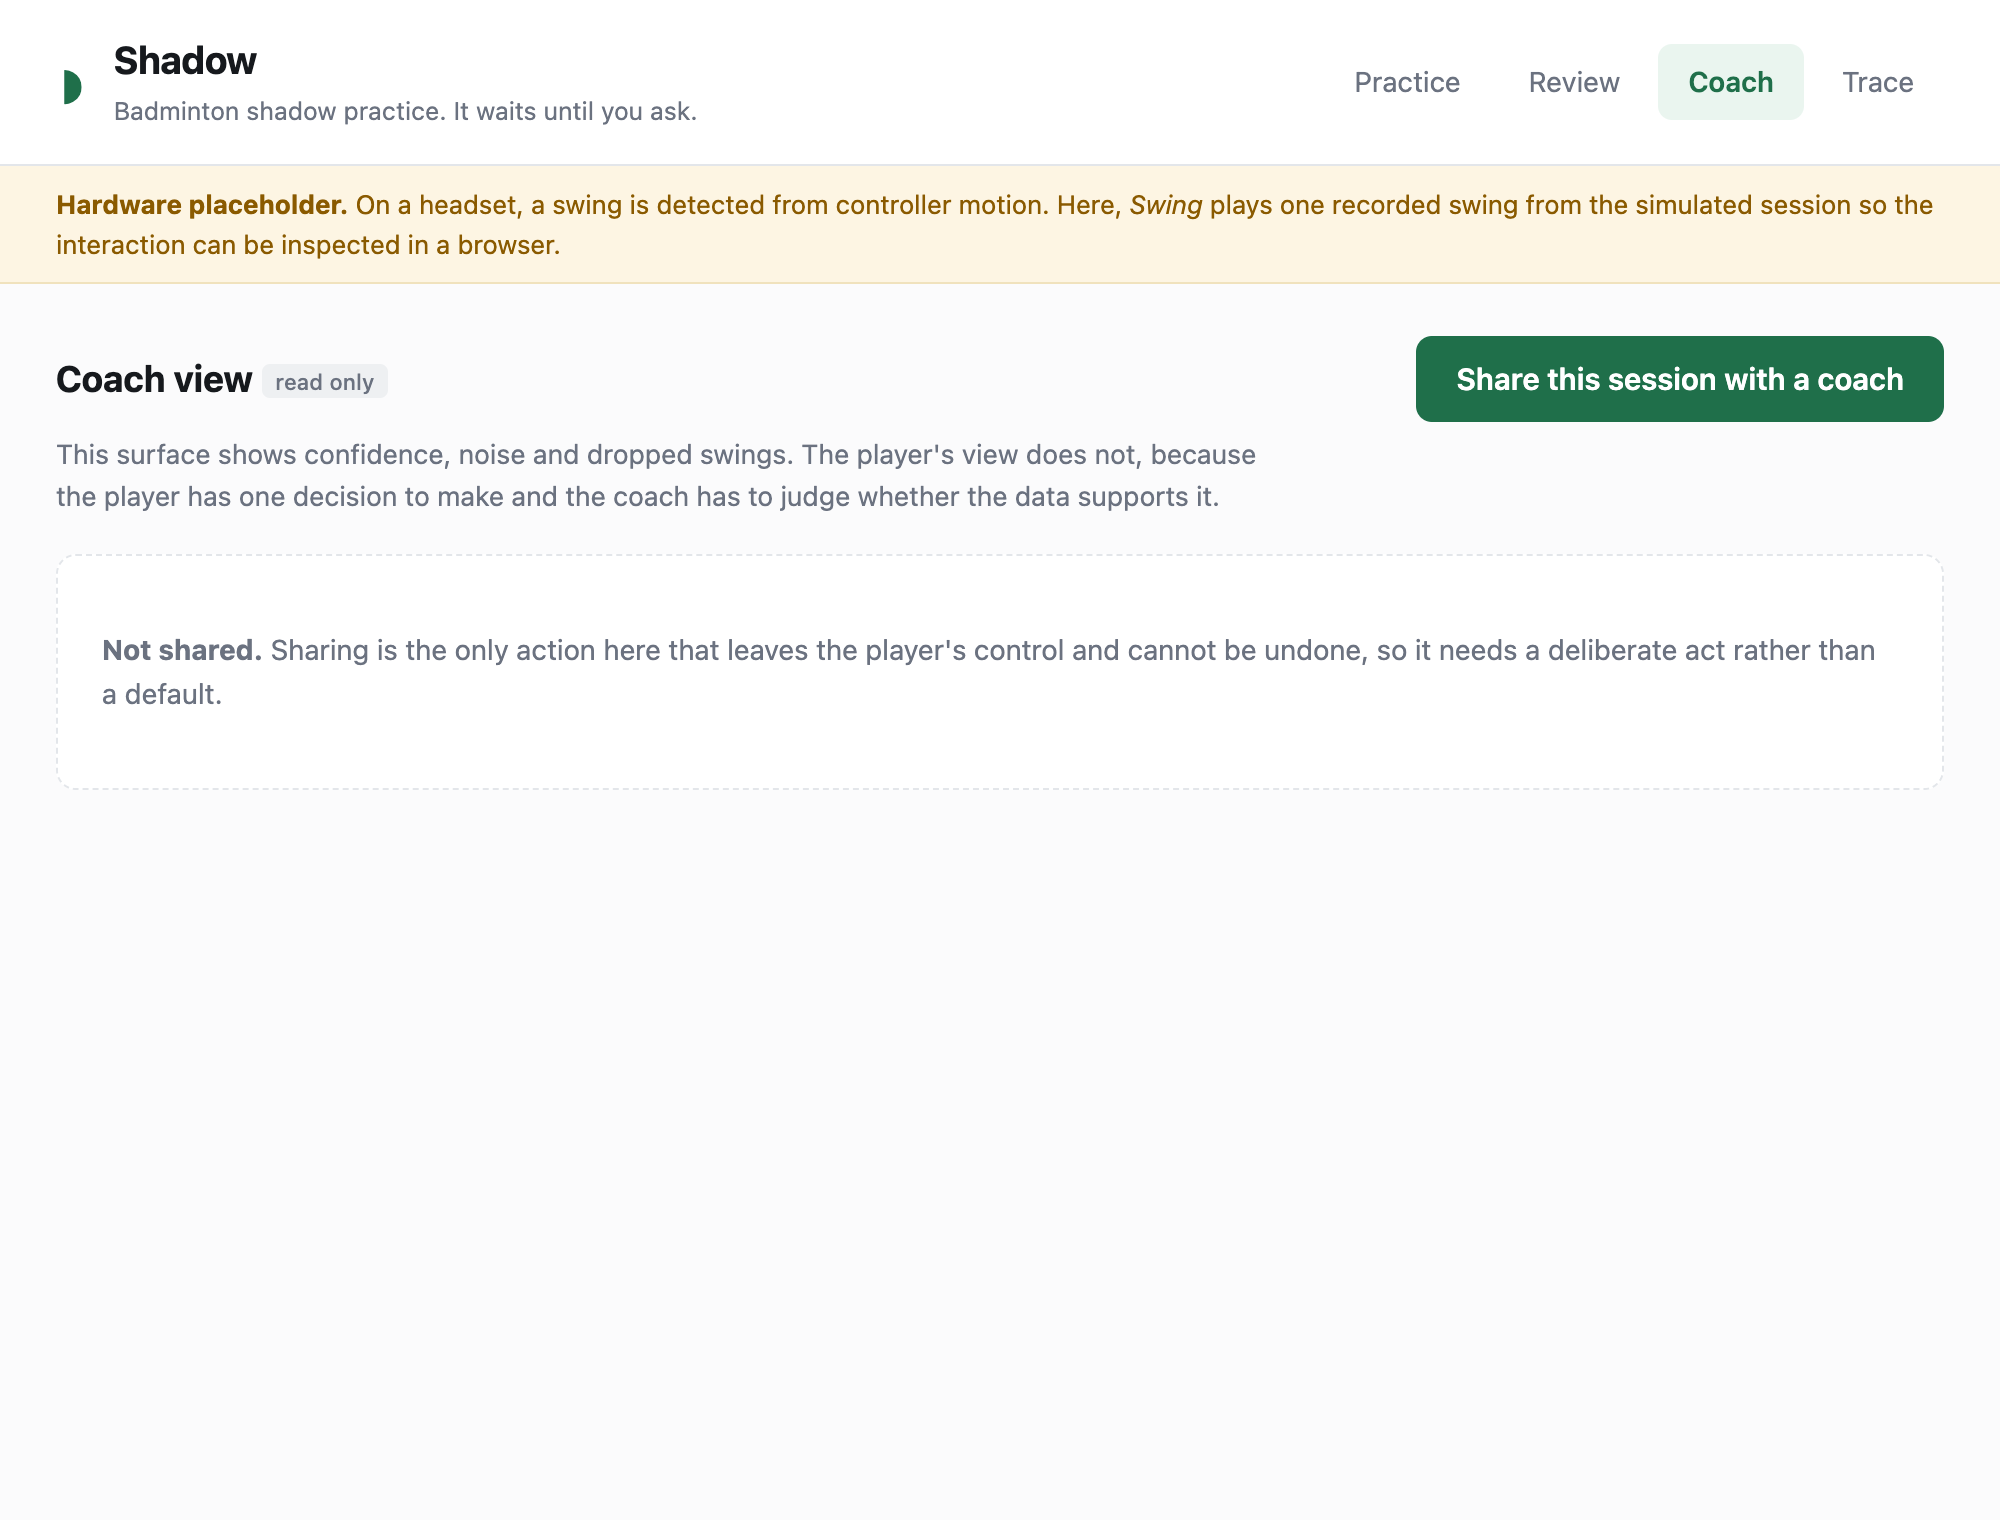 Shadow
Badminton shadow practice. It waits until you ask.
Practice
Review
Coach
Trace
Hardware placeholder. On a headset, a swing is detected from controller motion. Here, Swing plays one recorded swing from the simulated session so the
interaction can be inspected in a browser.
Coach view read only
Share this session with a coach
This surface shows confidence, noise and dropped swings. The player's view does not, because
the player has one decision to make and the coach has to judge whether the data supports it.
Not shared. Sharing is the only action here that leaves the player's control and cannot be undone, so it needs a deliberate act rather than
a default.